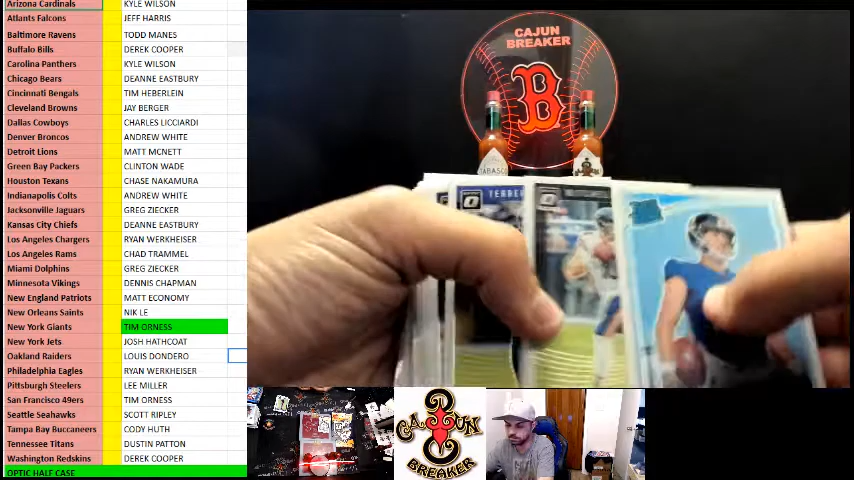 Arizona Cardinals KYLE WILSON
Atlants Falcons JEFF HARRIS
Baltimore Ravens TODD MANES
Buffalo Bills DEREK COOPER
Carolina Panthers KYLE WILSON
Chicago Bears DEANNE EASTBURY
Cincinnati Bengals TIM HEBERLEIN
Cleveland Browns JAY BERGER
Dallas Cowboys CHARLES LICCIARDI
Denver Broncos ANDREW WHITE
Detroit Lions MATT MCNETT
Green Bay Packers CLINTON WADE
Houston Texans CHASE NAKAMURA
Indianapolis Colts ANDREW WHITE
Jacksonville Jaguars GREG ZIECKER
Kansas City Chiefs DEANNE EASTBURY
Los Angeles Chargers RYAN WERKHEISER
Los Angeles Rams CHAD TRAMMEL
Miami Dolphins GREG ZIECKER
Minnesota Vikings DENNIS CHAPMAN
New England Patriots MATT ECONOMY
New Orleans Saints NIK LE
New York Giants TIM ORNESS
New York Jets JOSH HATHCOAT
Oakland Raiders LOUIS DONDERO
Philadelphia Eagles RYAN WERKHEISER
Pittsburgh Steelers LEE MILLER
San Francisco 49ers TIM ORNESS
Seattle Seahawks SCOTT RIPLEY
Tampa Bay Buccaneers CODY HUTH
Tennessee Titans DUSTIN PATTON
Washington Redskins DEREK COOPER
OPTIC HALF CASE
CAJUN
BREAKER
B
TABASCO
CAJUN
BREAKER